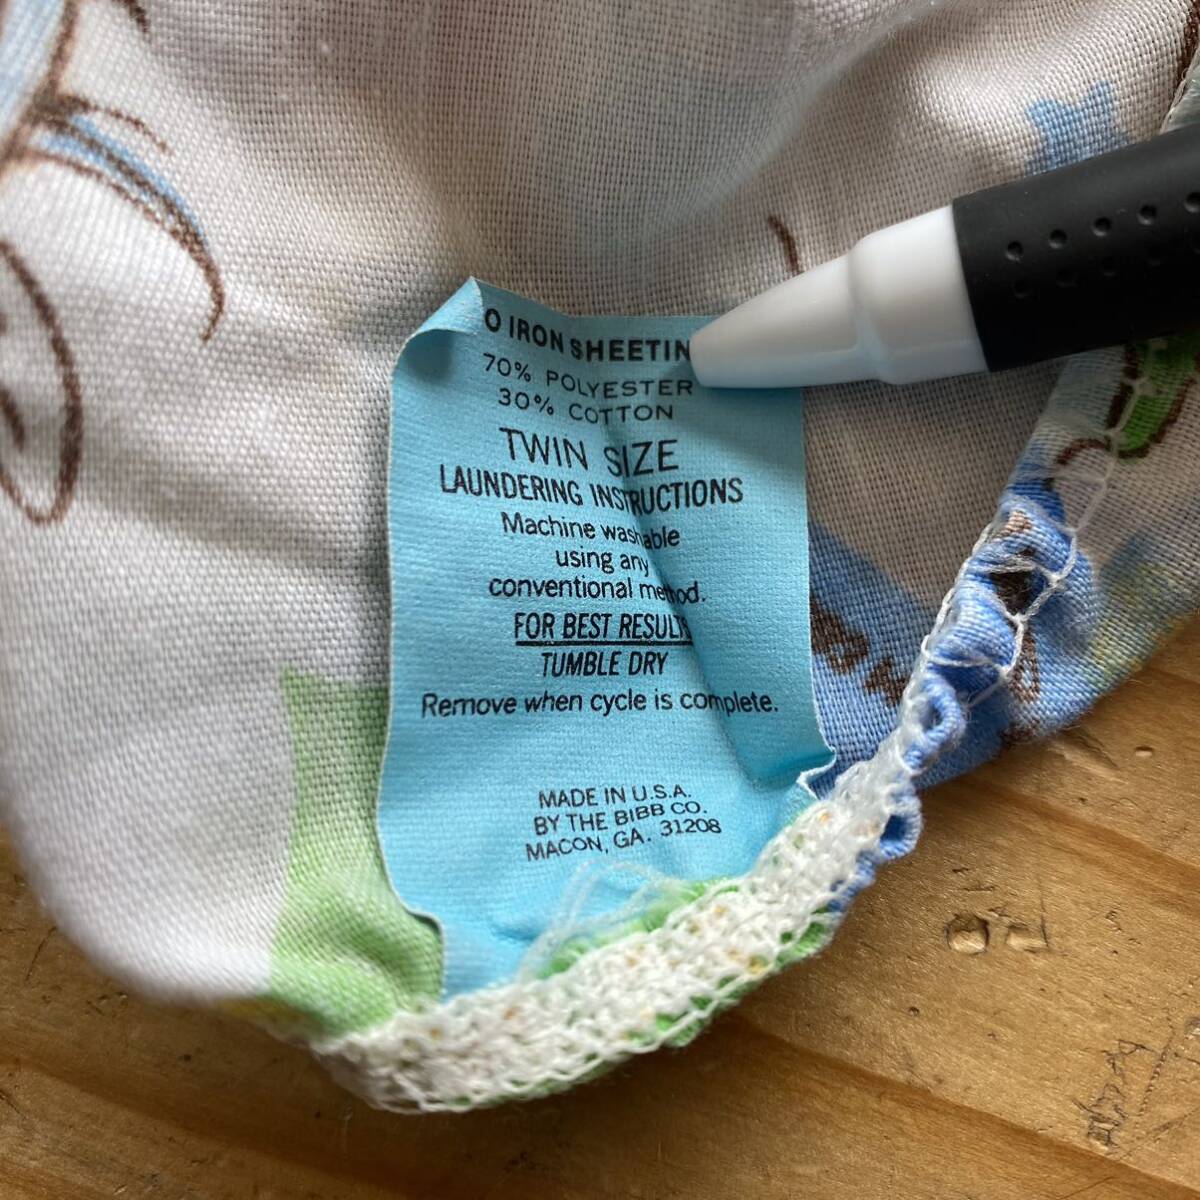 O IRON SHEETIN
70% POLYESTER
30% COTTON
TWIN SIZE
LAUNDERING INSTRUCTIONS
Machine washable
using any
conventional method.
FOR BEST RESULTS
TUMBLE DRY
Remove when cycle is complete.
MADE IN U.S.A.
BY THE BIBB CO.
MACON, GA. 31208